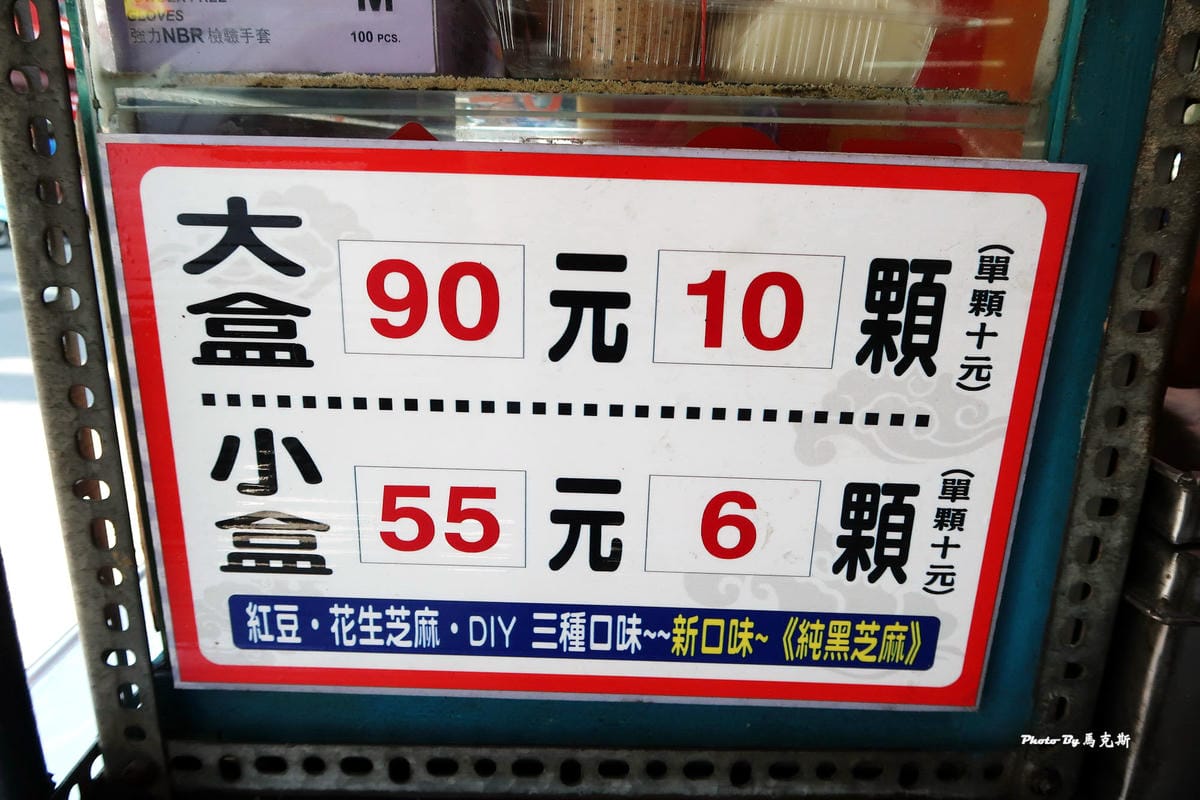 GLOVES
M
強力NBR 檢驗手套
100 PCS.
大盒 90 元 10 顆 (單顆十元)
小盒 55 元 6 顆 (單顆十元)
紅豆・花生芝麻・DIY 三種口味~~新口味~《純黑芝麻》
Photo By 馬克斯